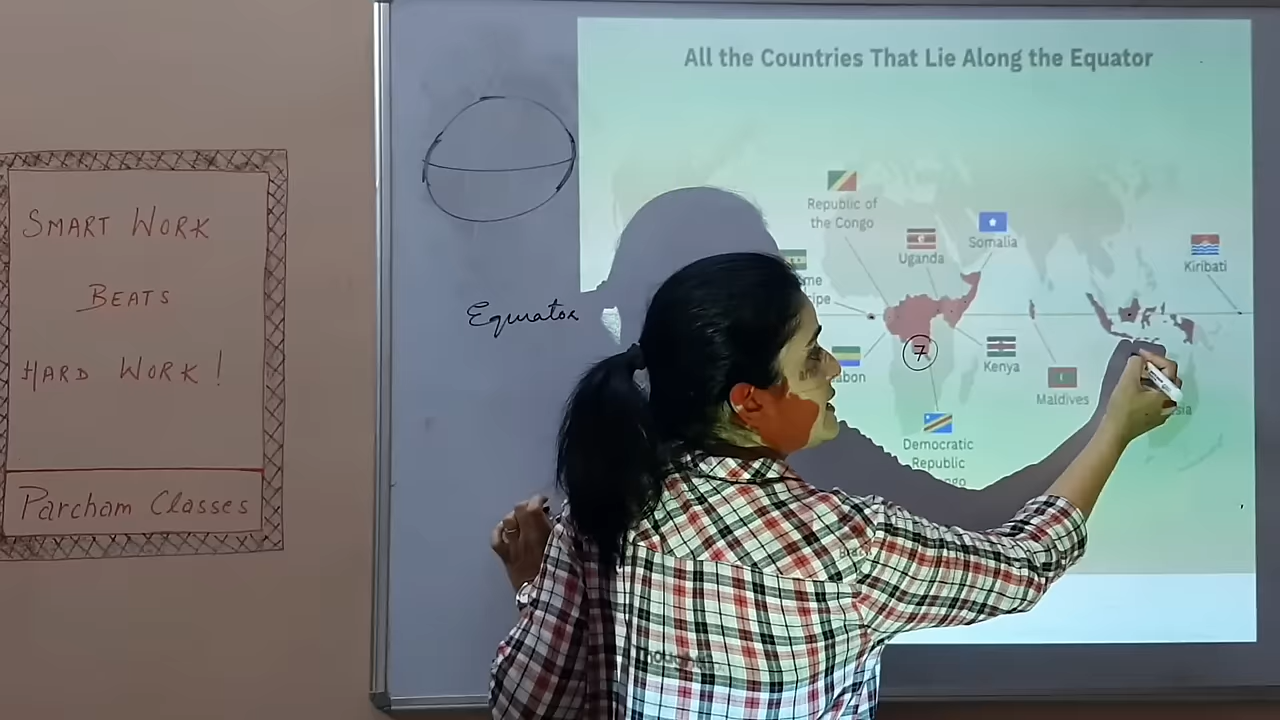 SMART WORK
BEATS
HARD WORK!
Parcham Classes
Equator
All the Countries That Lie Along the Equator
Republic of
the Congo
Uganda
Somalia
Kiribati
7
Kenya
Maldives
Democratic
Republic